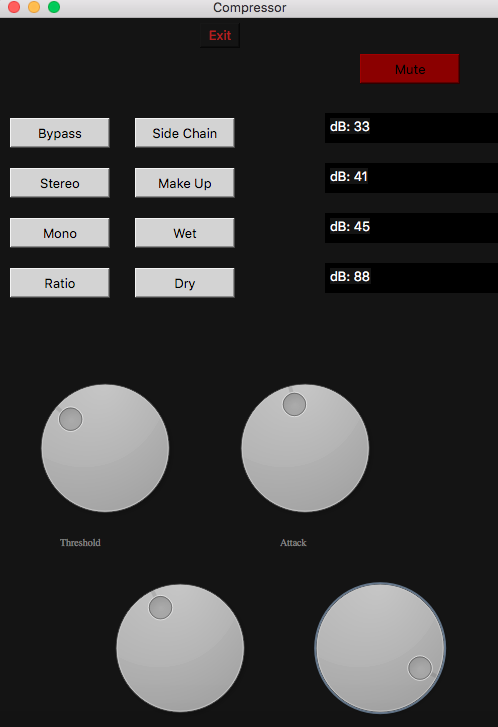 Compressor
Exit
Mute
Bypass
Side Chain
dB: 33
Stereo
Make Up
dB: 41
Mono
Wet
dB: 45
Ratio
Dry
dB: 88
Threshold
Attack